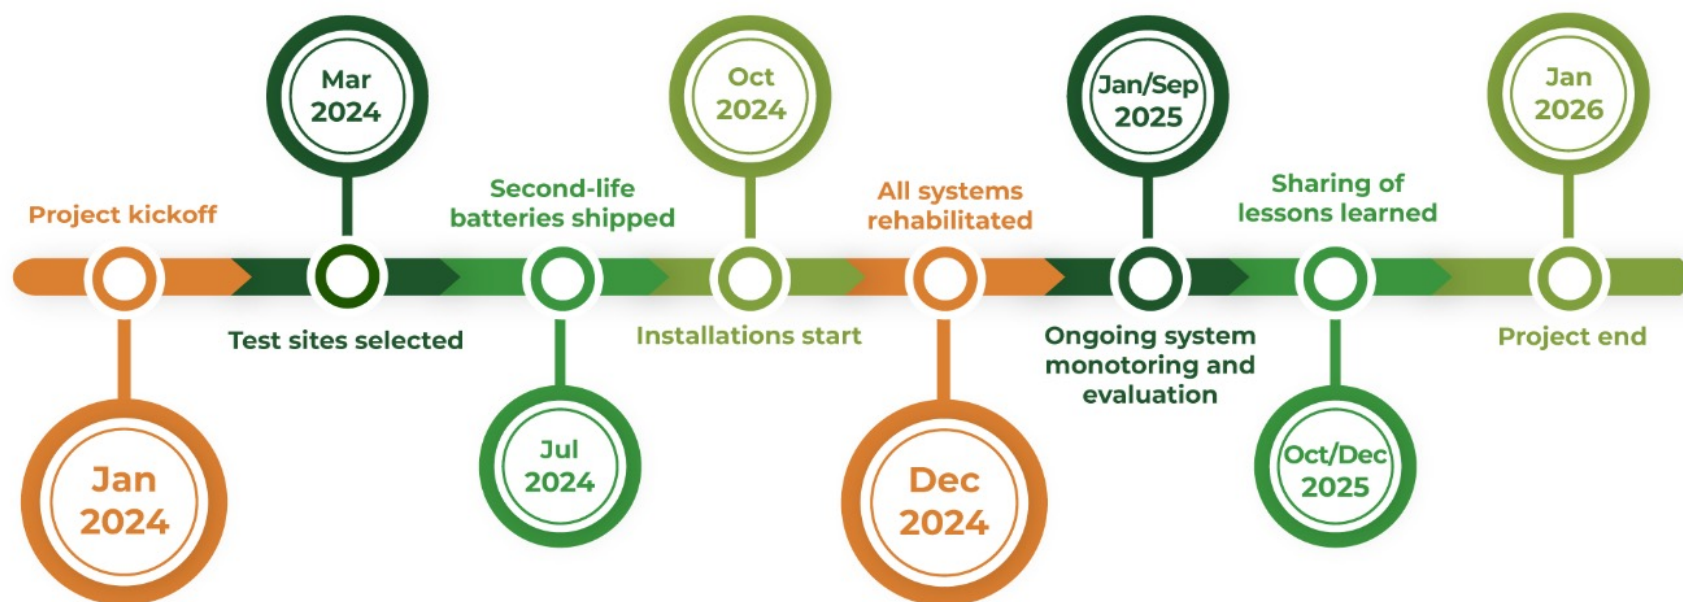 Project kickoff
Jan
2024
Mar
2024
Test sites selected
Second-life
batteries shipped
Jul
2024
Oct
2024
Installations start
All systems
rehabilitated
Dec
2024
Jan/Sep
2025
Ongoing system
monotoring and
evaluation
Sharing of
lessons learned
Oct/Dec
2025
Jan
2026
Project end